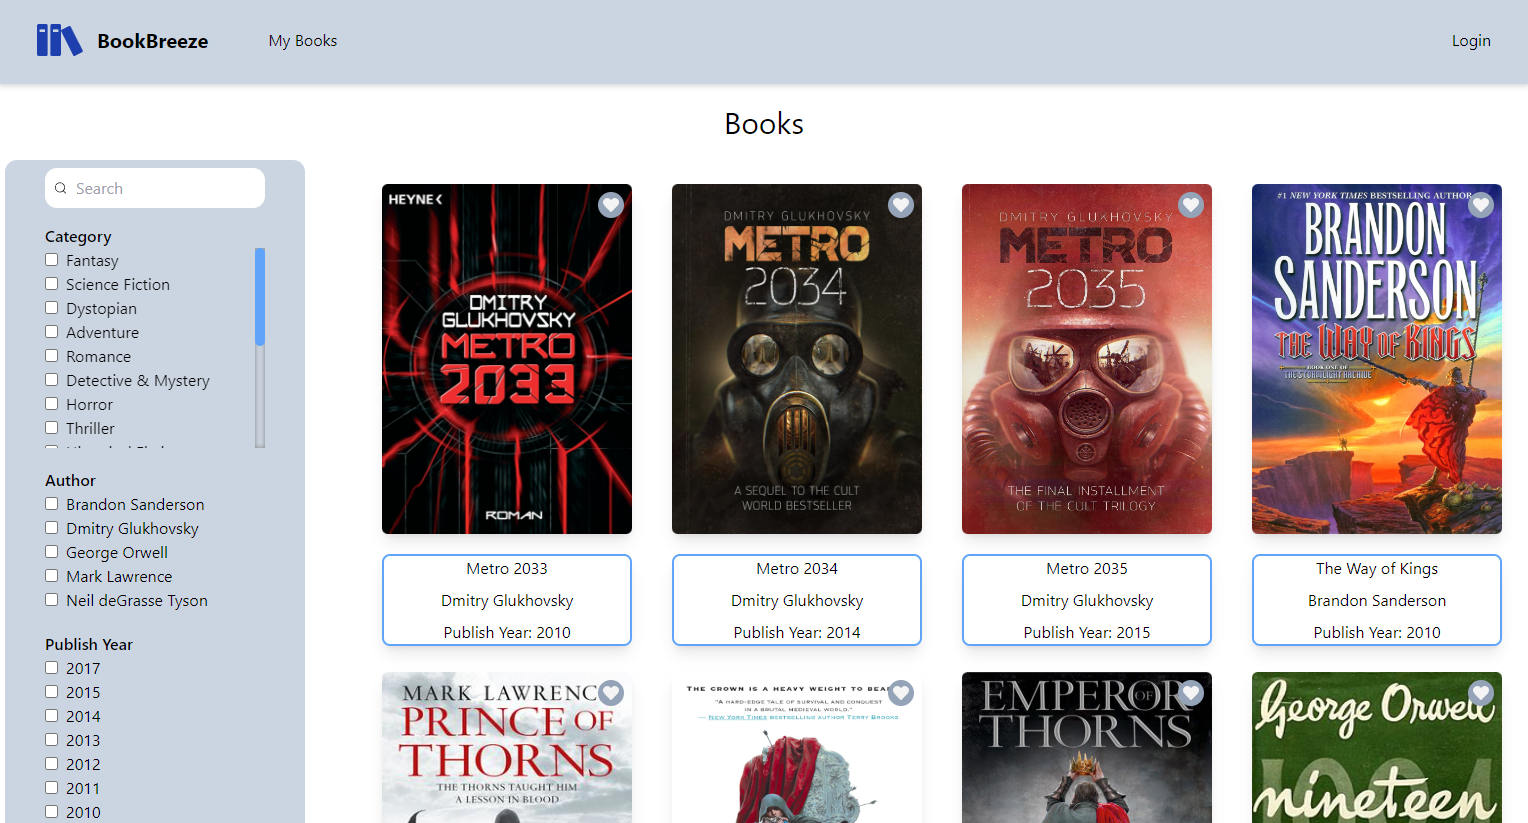 BookBreeze
My Books
Login
Books
Search
Category
Fantasy
Science Fiction
Dystopian
Adventure
Romance
Detective & Mystery
Horror
Thriller
Author
Brandon Sanderson
Dmitry Glukhovsky
George Orwell
Mark Lawrence
Neil deGrasse Tyson
Publish Year
2017
2015
2014
2013
2012
2011
2010
HEYNE<
DMITRY
GLUKHOVSKY
METRO
2033
ROMAN
Metro 2033
Dmitry Glukhovsky
Publish Year: 2010
DMITRY GLUKHOVSKY
METRO
2034
A SEQUEL TO THE CULT
WORLD BESTSELLER
Metro 2034
Dmitry Glukhovsky
Publish Year: 2014
DMITRY GLUKHOVSKY
METRO
2035
THE FINAL INSTALLMENT
OF THE CULT TRILOGY
Metro 2035
Dmitry Glukhovsky
Publish Year: 2015
#1 NEW YORK TIMES BESTSELLING AUTHOR
BRANDON
SANDERSON
THE WAY OF KINGS
BOOK ONE OF
THE STORMLIGHT ARCHIVE
The Way of Kings
Brandon Sanderson
Publish Year: 2010
MARK LAWRENC
PRINCE OF
THORNS
THE THORNS TAUGHT HIM
A LESSON IN BLOOD
THE CROWN IS A HEAVY WEIGHT TO BEA
"A HARD-EDGE TALE OF SURVIVAL AND CONQUEST
IN A BRUTAL MEDIEVAL WORLD."
— NEW YORK TIMES BESTSELLING AUTHOR TERRY BROOKS
EMPEROR OF
THORNS
George Orwell
1984
nineteen